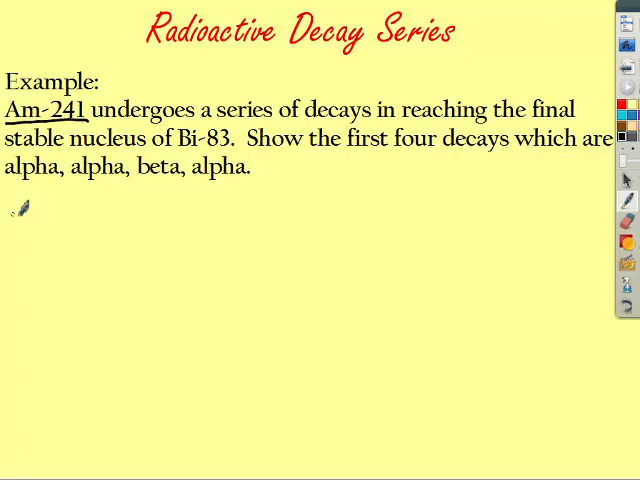 Radioactive Decay Series
Example:
Am-241 undergoes a series of decays in reaching the final
stable nucleus of Bi-83. Show the first four decays which are
alpha, alpha, beta, alpha.